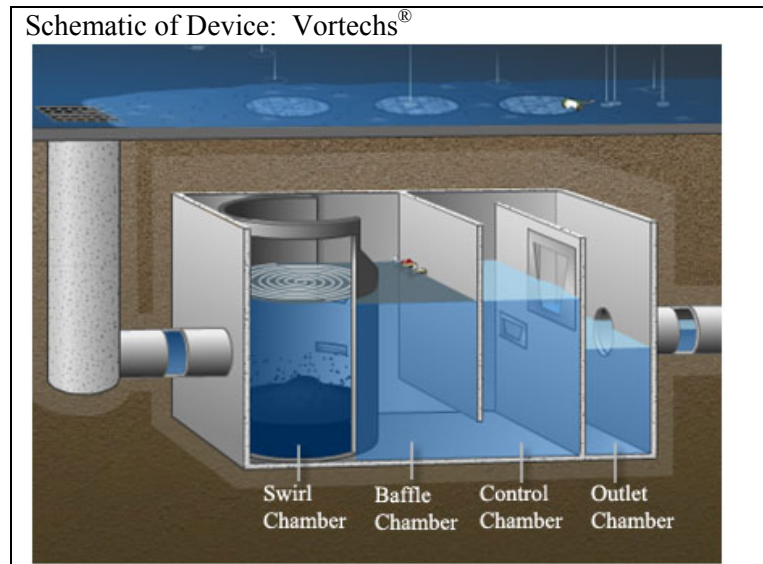 Schematic of Device: Vortechs®
Swirl
Chamber
Baffle
Chamber
Control
Chamber
Outlet
Chamber